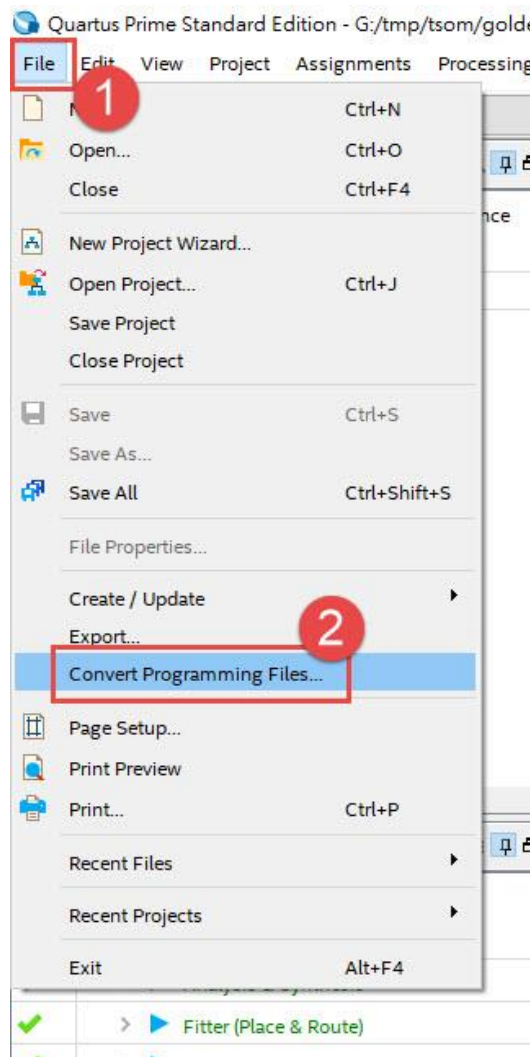 Quartus Prime Standard Edition - G:/tmp/tsom/golde
File Edit View Project Assignments Processing
1
Ctrl+N
Open... Ctrl+O
Close Ctrl+F4
nce
New Project Wizard...
Open Project... Ctrl+J
Save Project
Close Project
Save Ctrl+S
Save As...
Save All Ctrl+Shift+S
File Properties...
Create / Update
Export...
2
Convert Programming Files...
Page Setup...
Print Preview
Print... Ctrl+P
Recent Files
Recent Projects
Exit Alt+F4
Fitter (Place & Route)